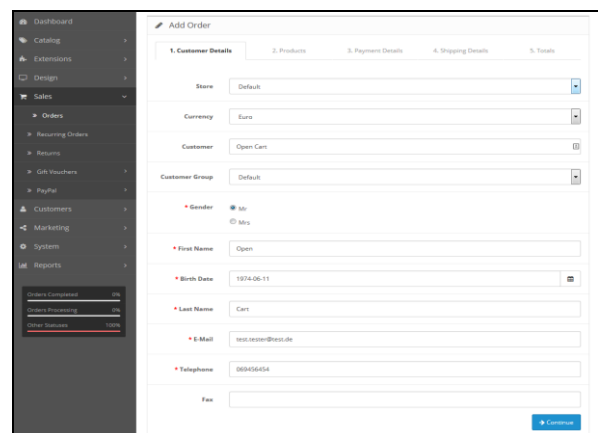 Dashboard
Catalog
Extensions
Design
Sales
» Orders
» Recurring Orders
» Returns
» Gift Vouchers
» PayPal
Customers
Marketing
System
Reports
Orders Completed 0%
Orders Processing 0%
Other Statuses 100%
Add Order
1. Customer Details 2. Products 3. Payment Details 4. Shipping Details 5. Totals
Store Default
Currency Euro
Customer Open Cart
Customer Group Default
* Gender Mr
Mrs
* First Name Open
* Birth Date 1974-06-11
* Last Name Cart
* E-Mail test.tester@test.de
* Telephone 069456454
Fax
Continue